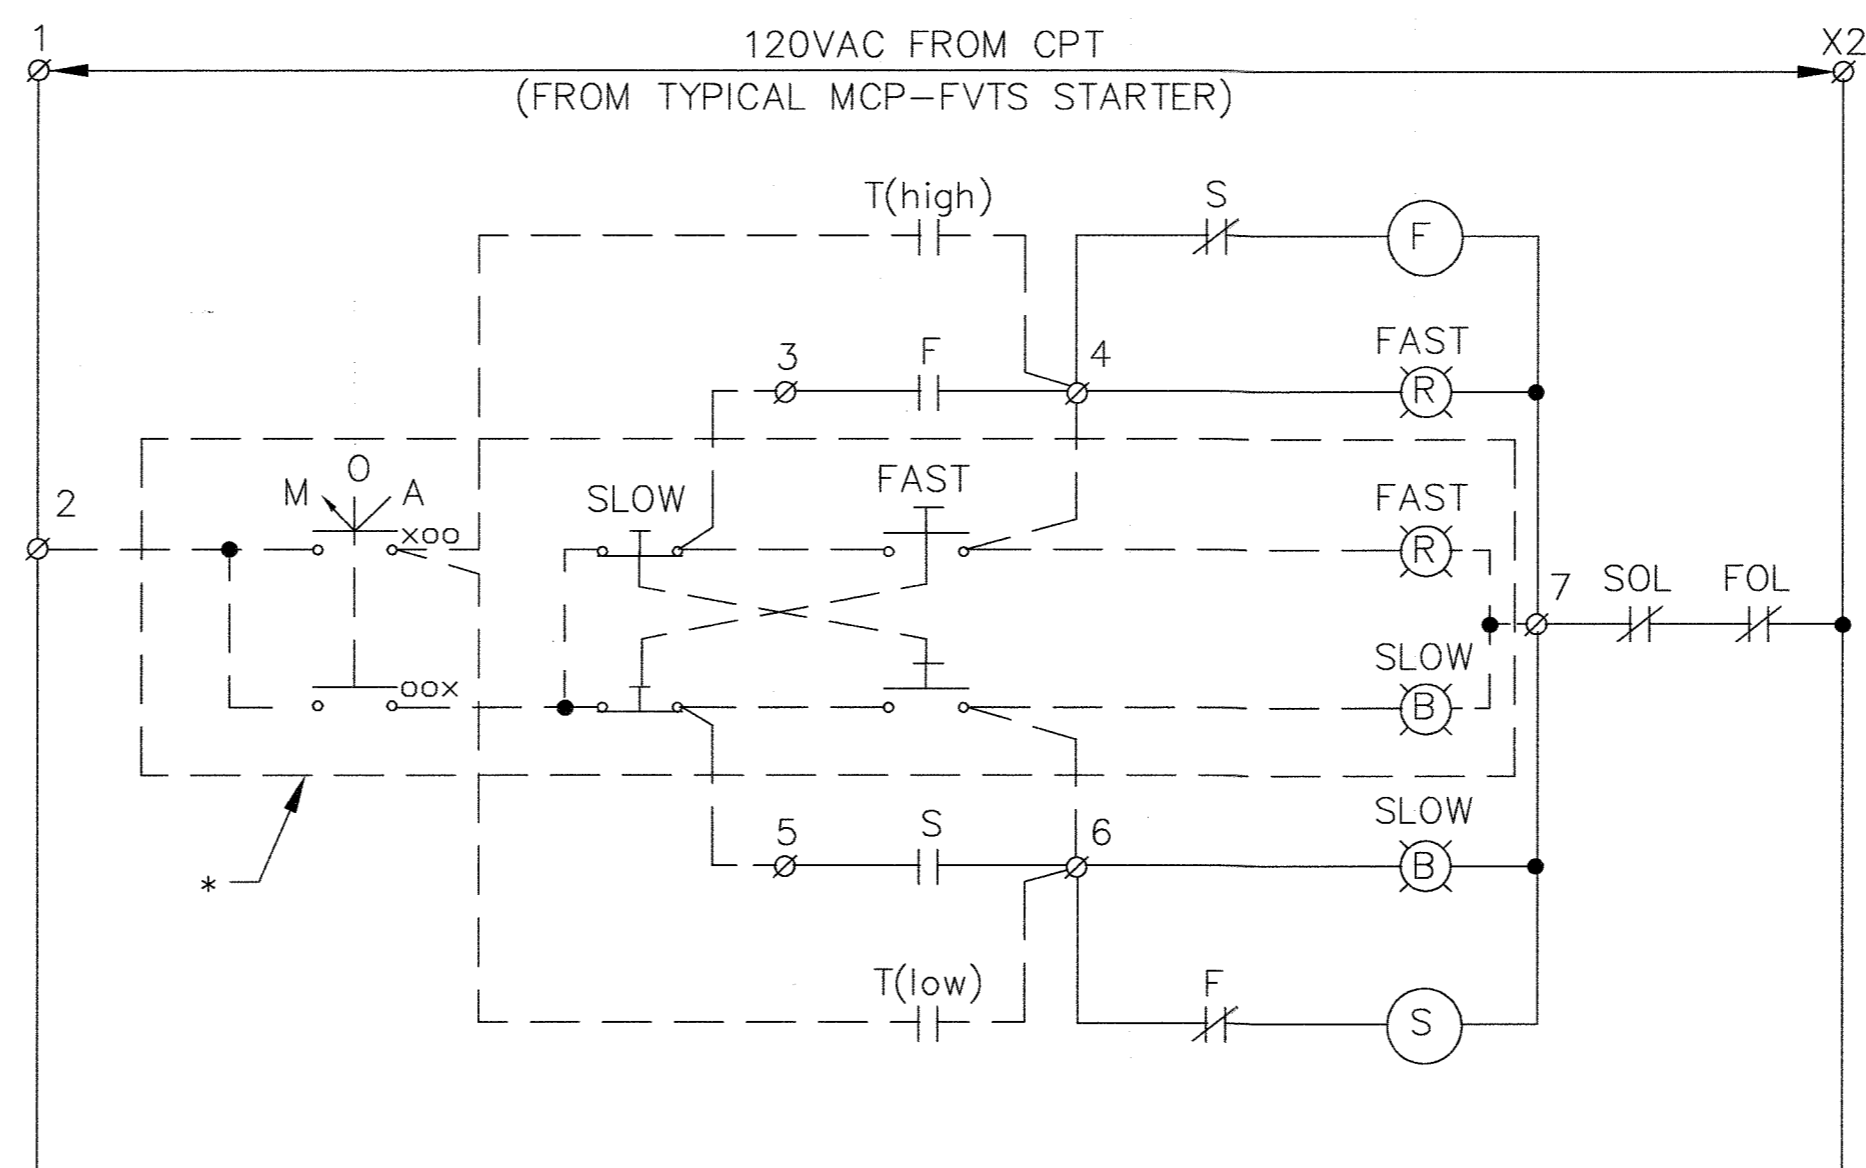 1
120VAC FROM CPT
X2
(FROM TYPICAL MCP-FVTS STARTER)
T(high)
S
F
FAST
3
F
4
R
O
M
A
SLOW
FAST
FAST
2
xoo
R
7
SOL
FOL
SLOW
oox
B
SLOW
5
S
6
B
*
T(low)
F
S